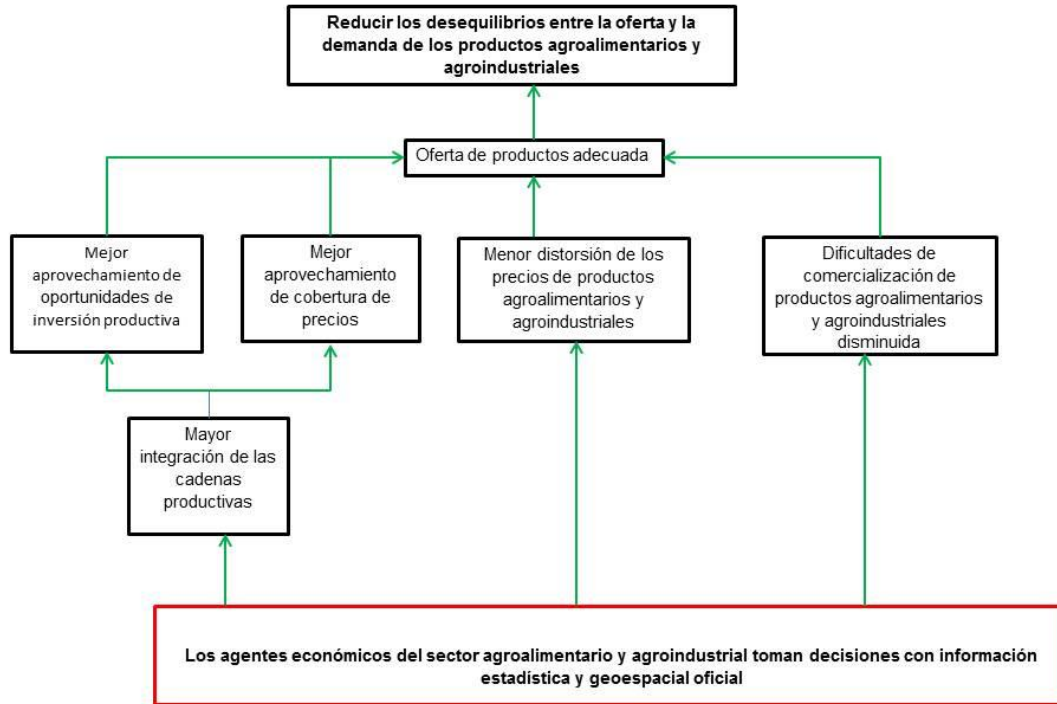 Reducir los desequilibrios entre la oferta y la
demanda de los productos agroalimentarios y
agroindustriales
Oferta de productos adecuada
Mejor
aprovechamiento de
oportunidades de
inversión productiva
Mejor
aprovechamiento
de cobertura de
precios
Menor distorsión de los
precios de productos
agroalimentarios y
agroindustriales
Dificultades de
comercialización de
productos agroalimentarios
y agroindustriales
disminuida
Mayor
integración de las
cadenas
productivas
Los agentes económicos del sector agroalimentario y agroindustrial toman decisiones con información
estadística y geoespacial oficial